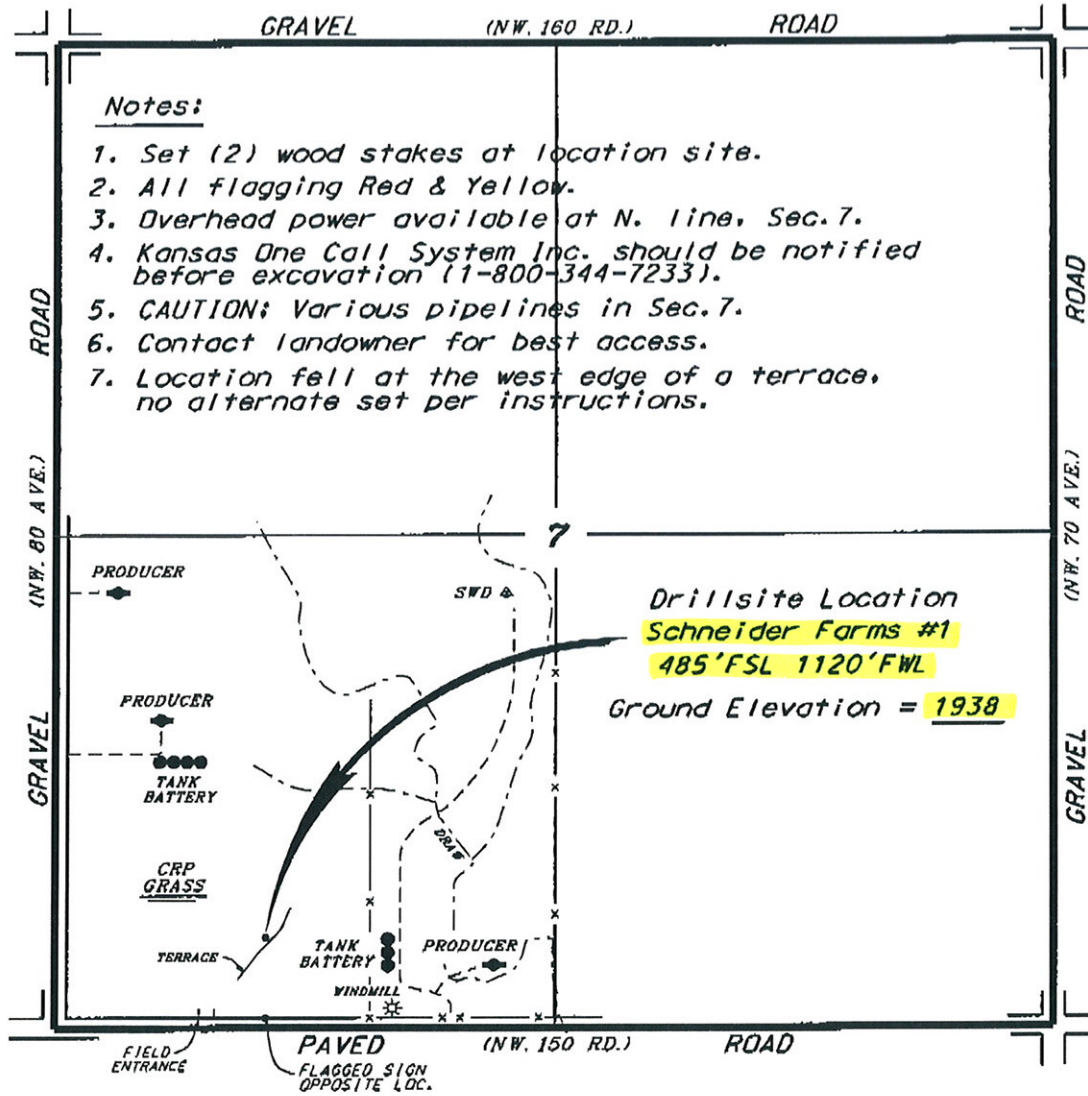 GRAVEL (NW. 160 RD.) ROAD
Notes:
1. Set (2) wood stakes at location site.
2. All flagging Red & Yellow.
3. Overhead power available at N. line, Sec. 7.
4. Kansas One Call System Inc. should be notified
before excavation (1-800-344-7233).
5. CAUTION: Various pipelines in Sec. 7.
6. Contact landowner for best access.
7. Location fell at the west edge of a terrace,
no alternate set per instructions.
ROAD
(NW. 80 AVE.)
GRAVEL
ROAD
(NW. 70 AVE.)
GRAVEL
7
PRODUCER
SWD
Drillsite Location
Schneider Farms #1
485'FSL 1120'FWL
Ground Elevation = 1938
PRODUCER
TANK
BATTERY
DRAW
CRP
GRASS
TERRACE
TANK
BATTERY
PRODUCER
WINDMILL
FIELD
ENTRANCE
PAVED (NW. 150 RD.) ROAD
FLAGGED SIGN
OPPOSITE LOC.